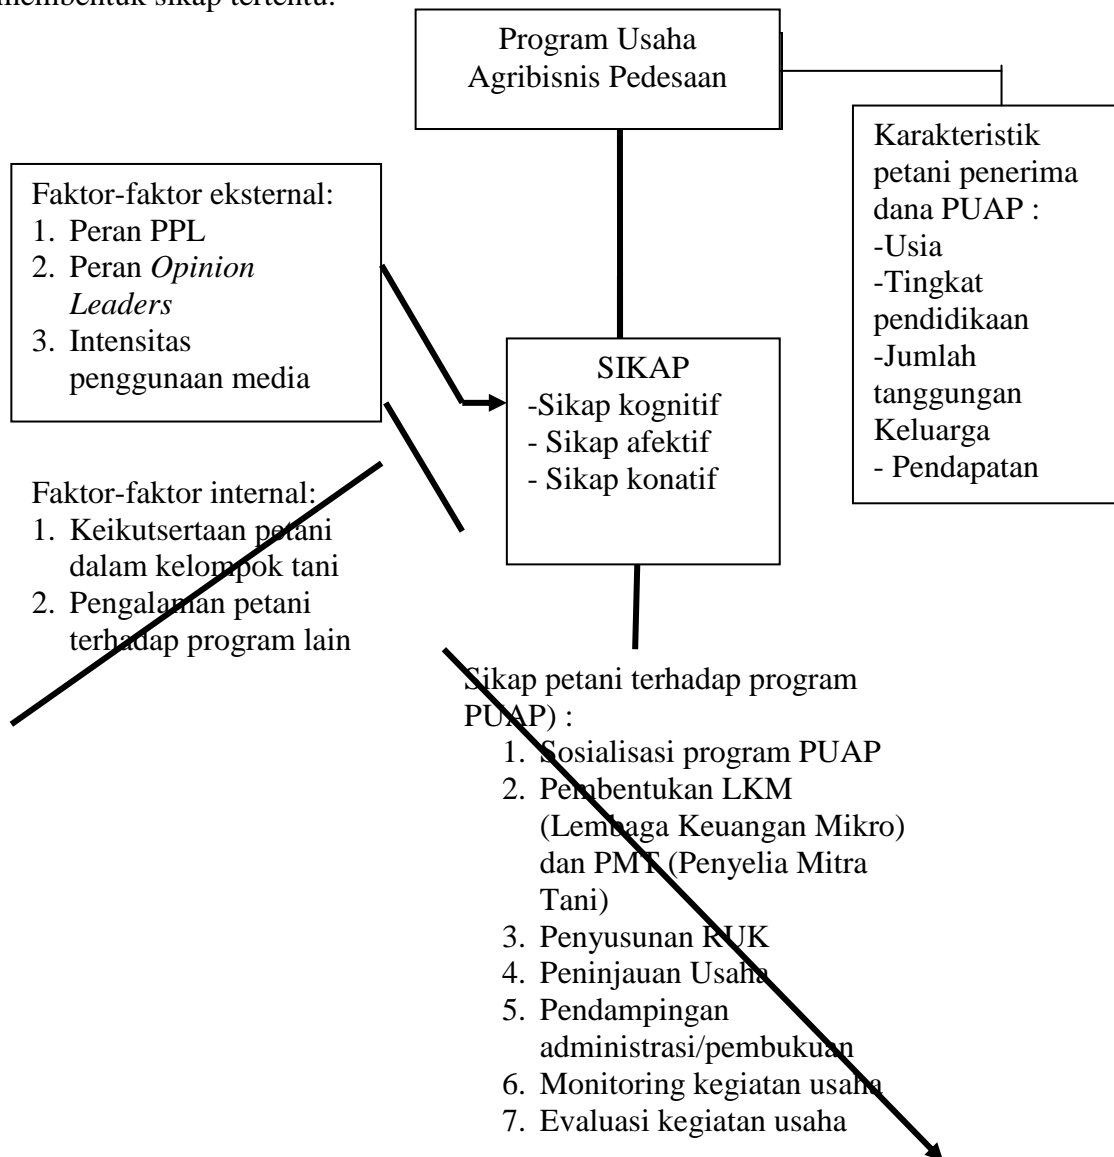 membentuk sikap tertentu.
Program Usaha
Agribisnis Pedesaan
Karakteristik
petani penerima
dana PUAP :
-Usia
-Tingkat
pendidikaan
-Jumlah
tanggungan
Keluarga
- Pendapatan
Faktor-faktor eksternal:
1. Peran PPL
2. Peran Opinion
Leaders
3. Intensitas
penggunaan media
SIKAP
-Sikap kognitif
- Sikap afektif
- Sikap konatif
Faktor-faktor internal:
1. Keikutsertaan petani
dalam kelompok tani
2. Pengalaman petani
terhadap program lain
Sikap petani terhadap program
PUAP) :
1. Sosialisasi program PUAP
2. Pembentukan LKM
(Lembaga Keuangan Mikro)
dan PMT (Penyelia Mitra
Tani)
3. Penyusunan RUK
4. Peninjauan Usaha
5. Pendampingan
administrasi/pembukuan
6. Monitoring kegiatan usaha
7. Evaluasi kegiatan usaha